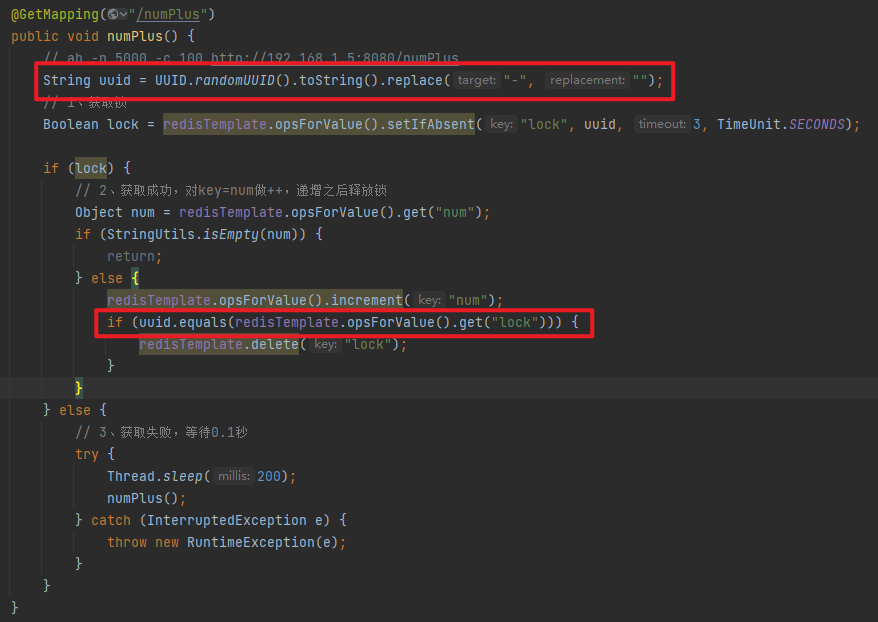 @GetMapping("/numPlus")
public void numPlus() {
// ab -n 5000 -c 100 http://192.168.1.5:8080/numPlus
String uuid = UUID.randomUUID().toString().replace( target: "-", replacement: "");
// 1、获取锁
Boolean lock = redisTemplate.opsForValue().setIfAbsent( key: "lock", uuid, timeout: 3, TimeUnit.SECONDS);
if (lock) {
// 2、获取成功，对key=num做++，递增之后释放锁
Object num = redisTemplate.opsForValue().get("num");
if (StringUtils.isEmpty(num)) {
return;
} else {
redisTemplate.opsForValue().increment( key: "num");
if (uuid.equals(redisTemplate.opsForValue().get("lock"))) {
redisTemplate.delete( key: "lock");
}
}
} else {
// 3、获取失败，等待0.1秒
try {
Thread.sleep( millis: 200);
numPlus();
} catch (InterruptedException e) {
throw new RuntimeException(e);
}
}
}